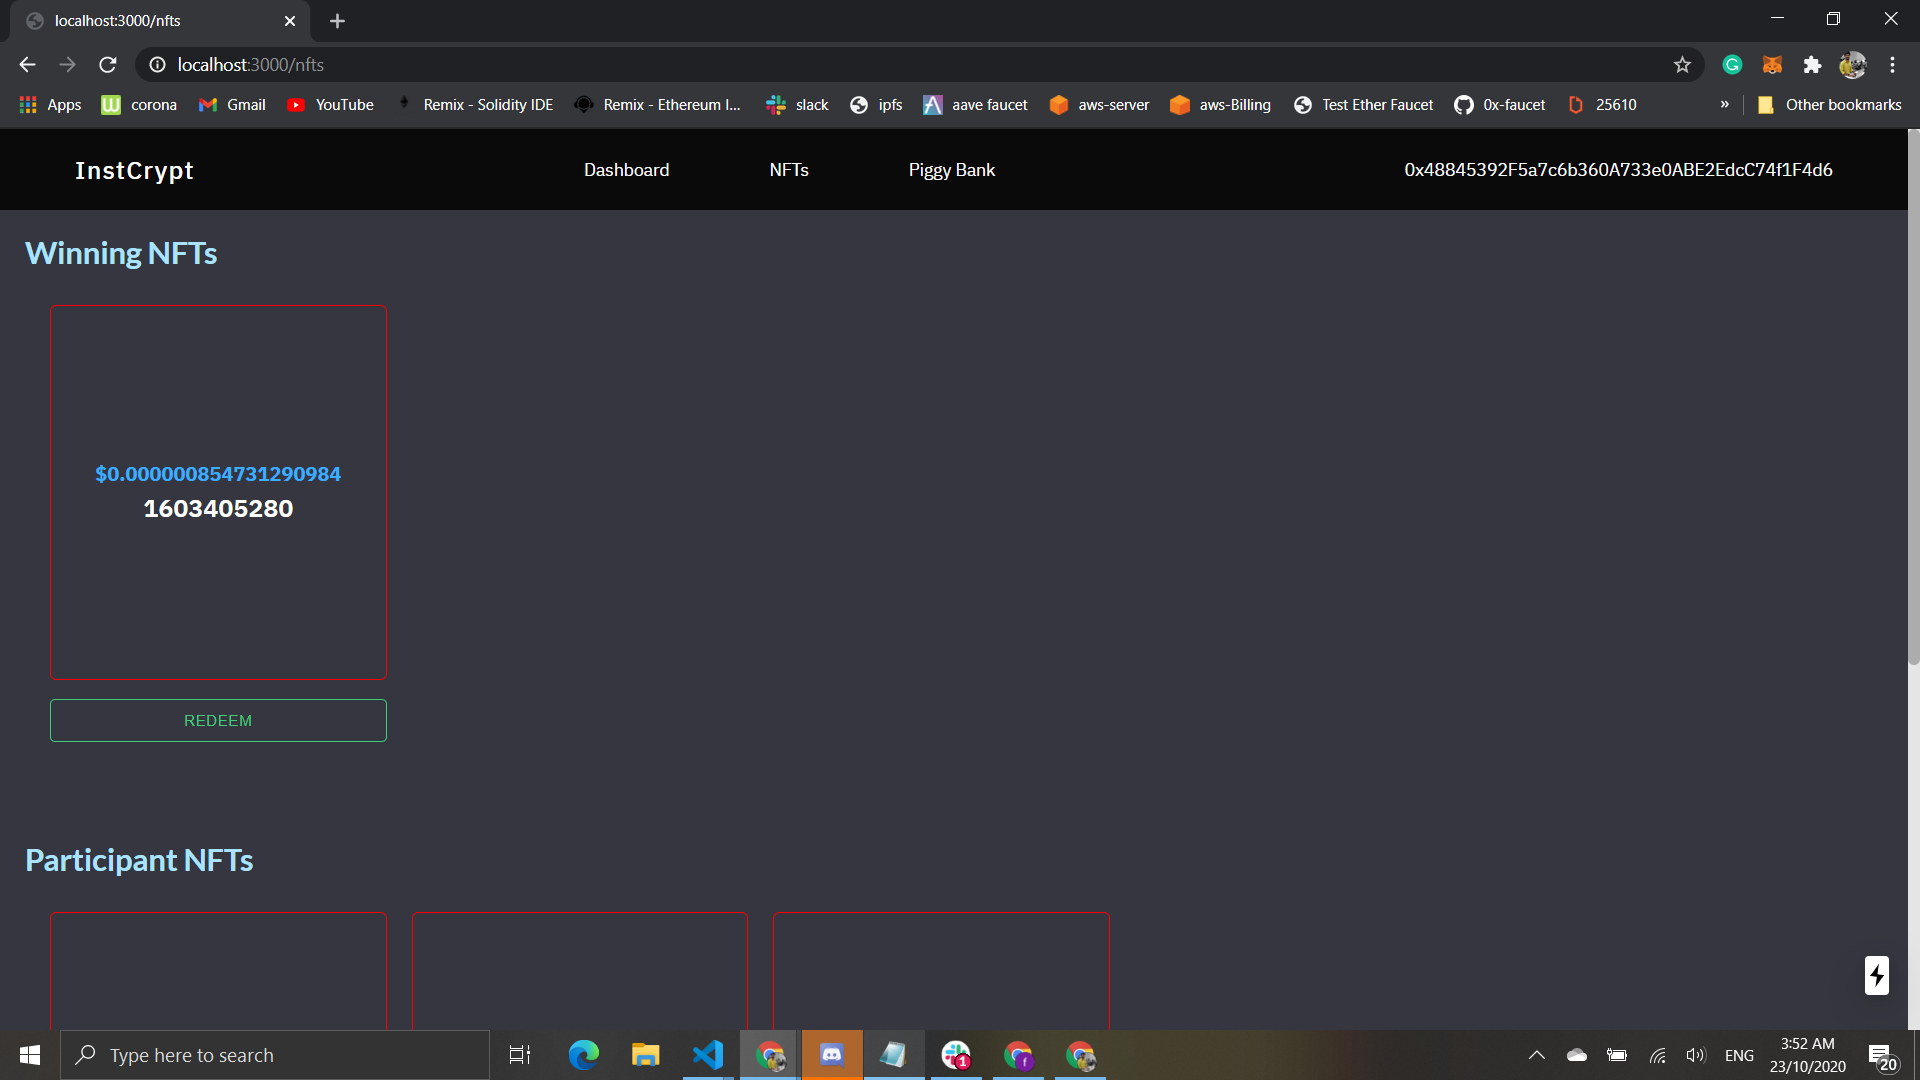 localhost:3000/nfts
localhost:3000/nfts
Apps corona Gmail YouTube Remix - Solidity IDE Remix - Ethereum I... slack ipfs aave faucet aws-server aws-Billing Test Ether Faucet 0x-faucet 25610 » Other bookmarks
InstCrypt Dashboard NFTs Piggy Bank 0x48845392F5a7c6b360A733e0ABE2EdcC74f1F4d6
Winning NFTs
$0.000000854731290984
1603405280
REDEEM
Participant NFTs
Type here to search
1
f
ENG
3:52 AM
23/10/2020
20